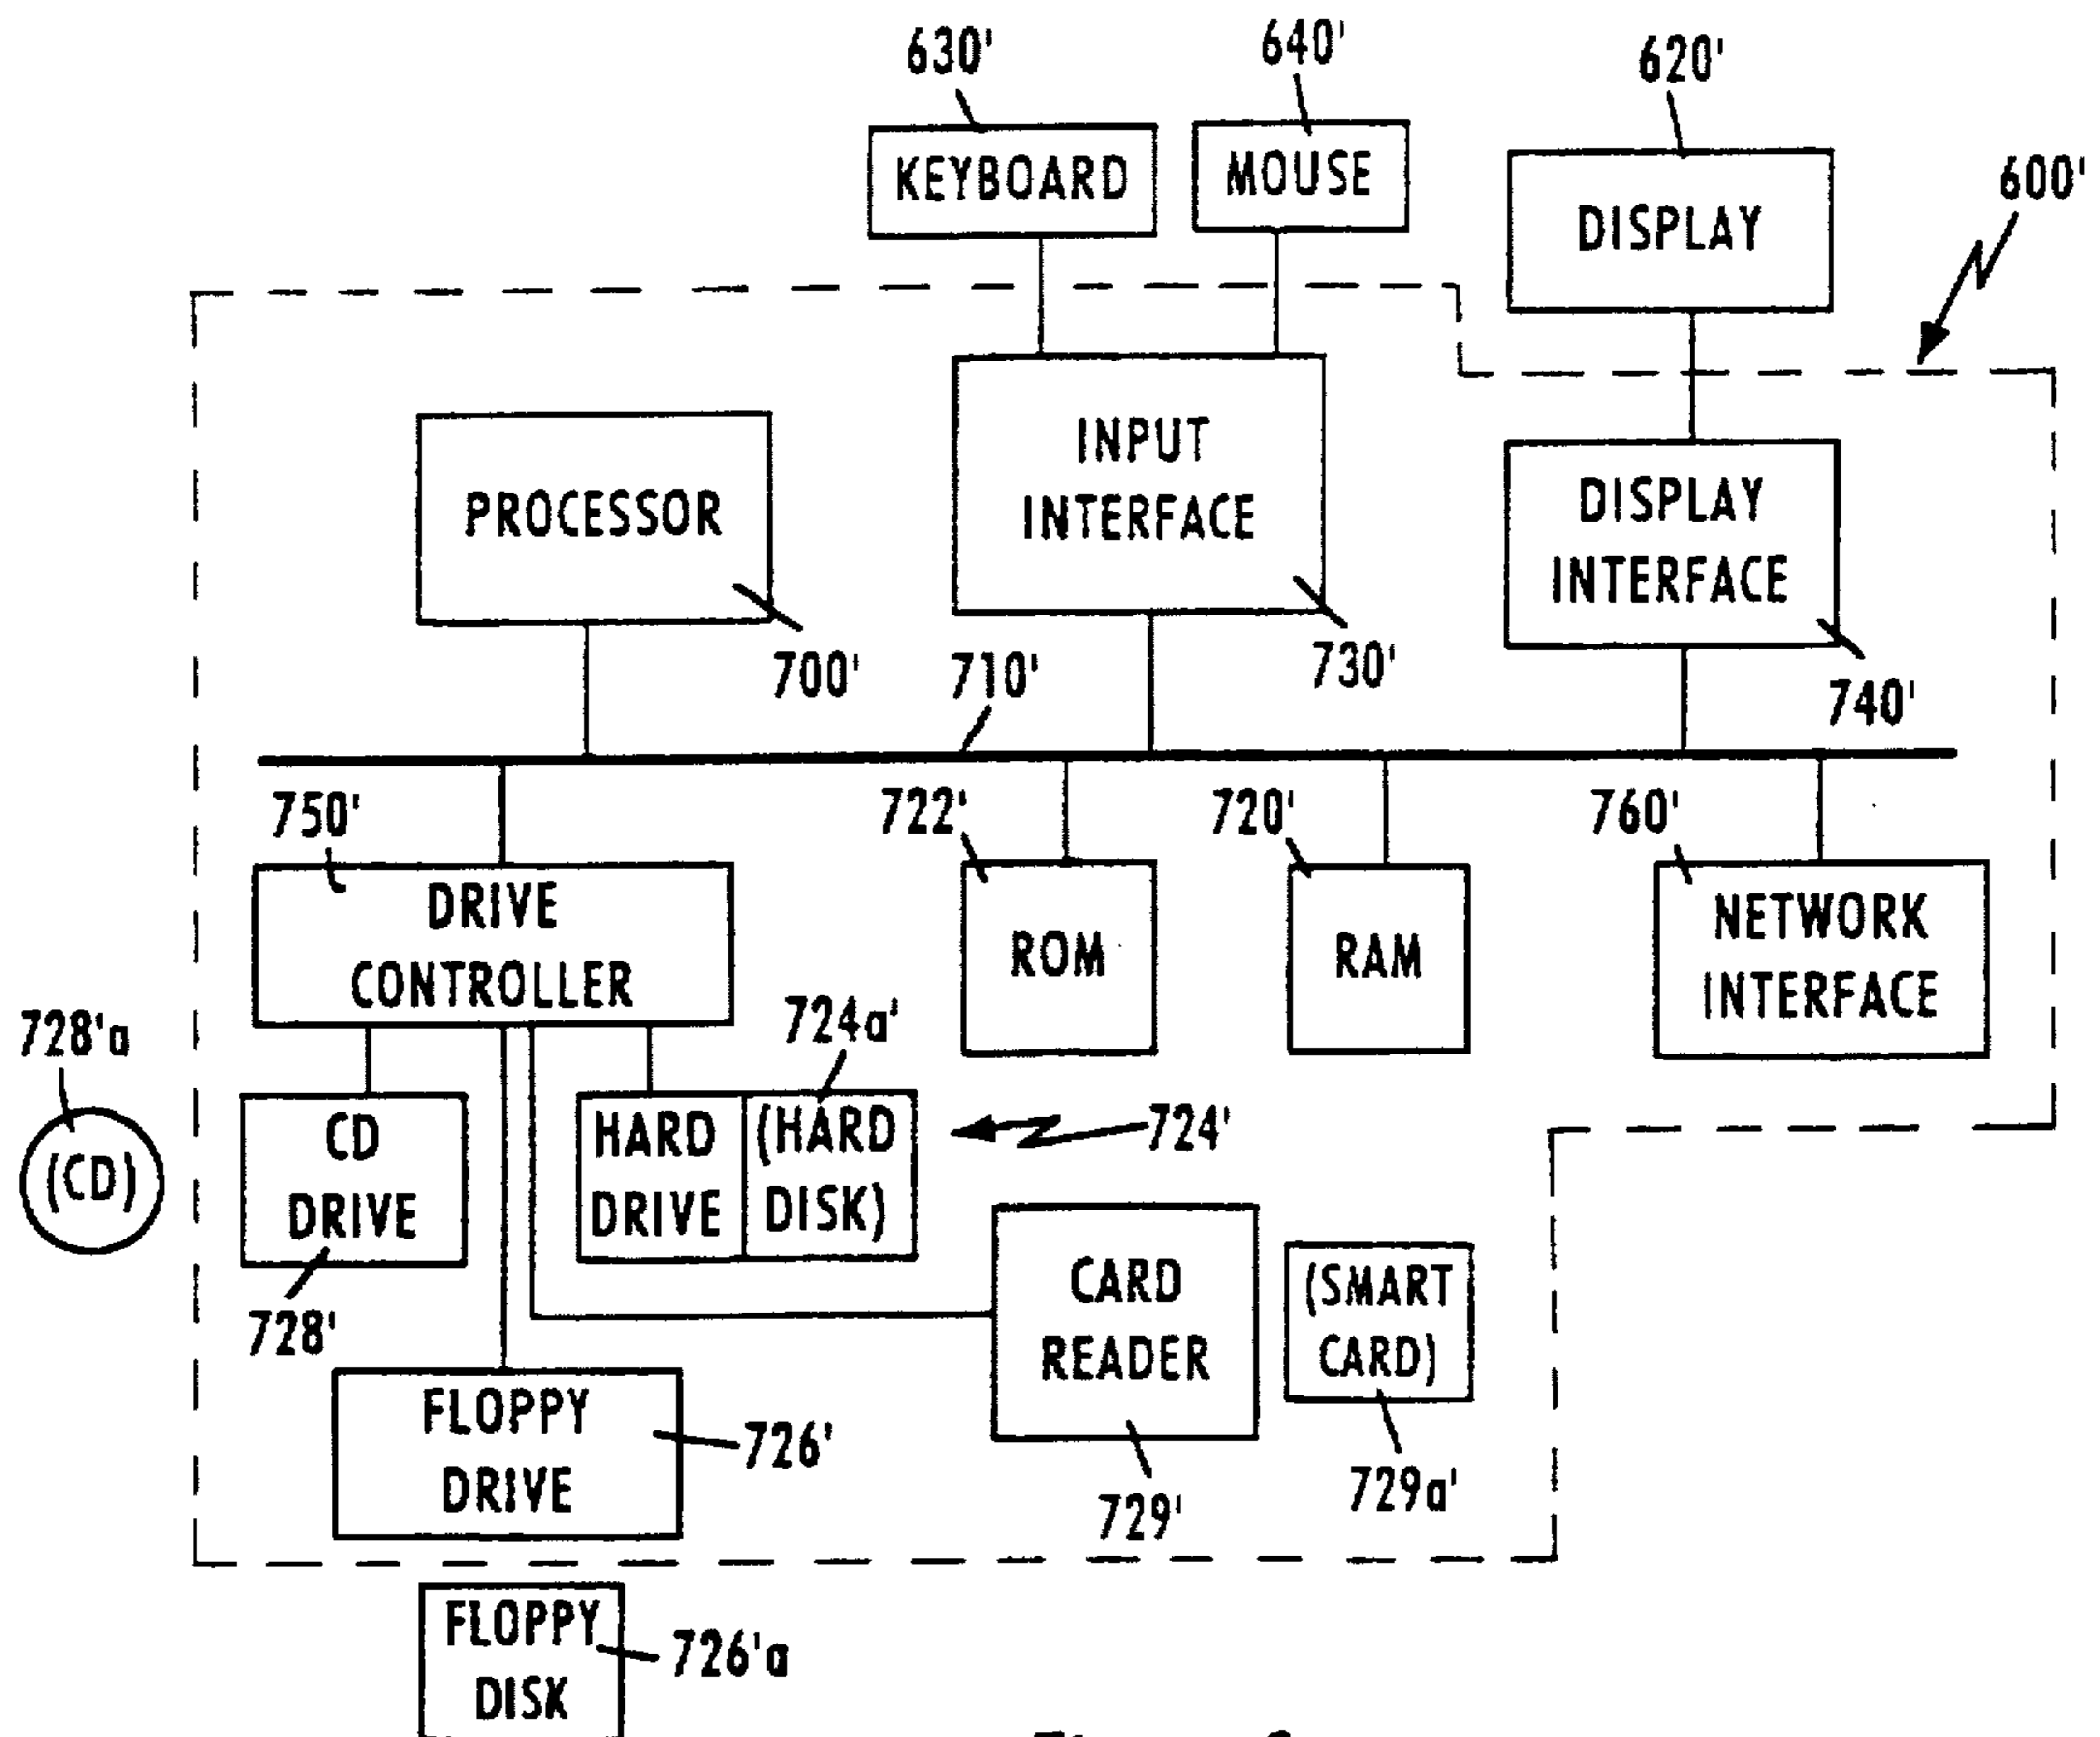 630'
640'
620'
600'
KEYBOARD
MOUSE
DISPLAY
PROCESSOR
700'
INPUT
INTERFACE
730'
DISPLAY
INTERFACE
740'
710'
750'
722'
720'
760'
DRIVE
CONTROLLER
ROM
RAM
NETWORK
INTERFACE
728'a
(CD)
CD
DRIVE
728'
724a'
HARD
DRIVE
(HARD
DISK)
724'
CARD
READER
729'
(SMART
CARD)
729a'
FLOPPY
DRIVE
726'
FLOPPY
DISK
726'a